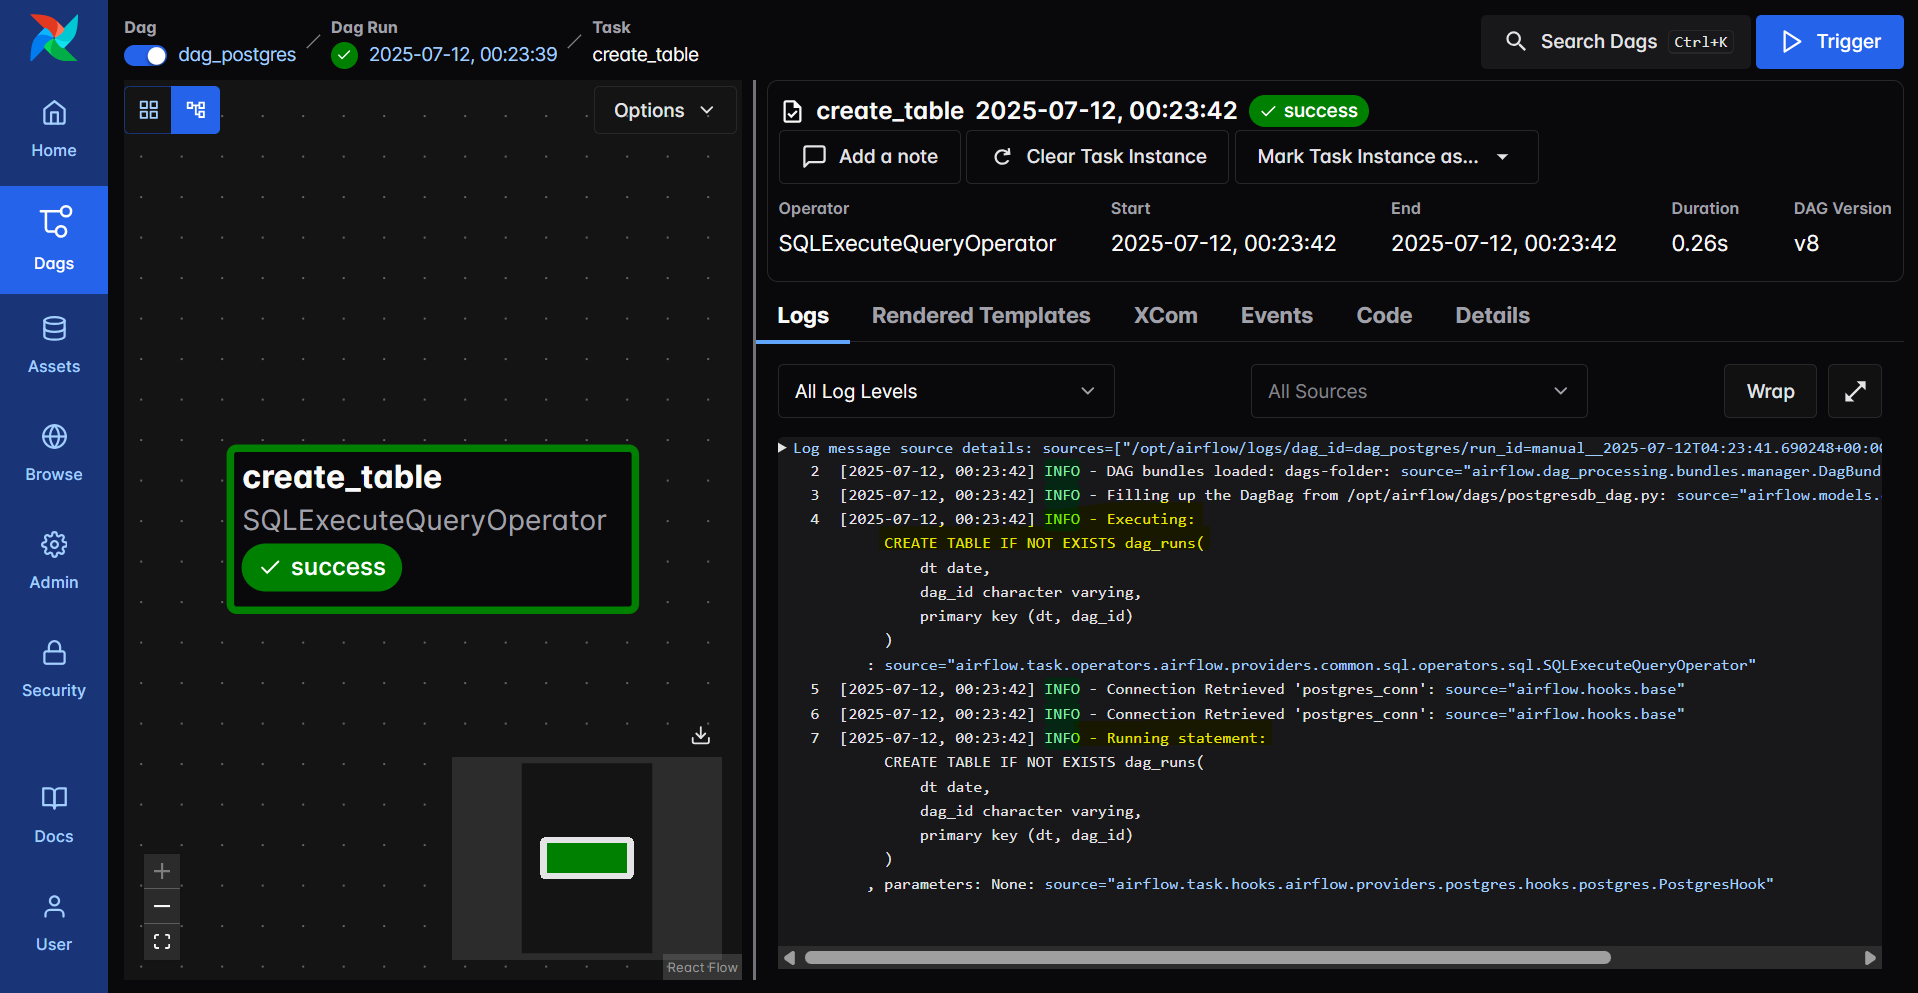 Dag
dag_postgres
Dag Run
2025-07-12, 00:23:39
Task
create_table
Search Dags Ctrl+K
Trigger
Home
Dags
Assets
Browse
Admin
Security
Docs
User
Options
create_table
SQLExecuteQueryOperator
success
React Flow
create_table 2025-07-12, 00:23:42 success
Add a note
Clear Task Instance
Mark Task Instance as...
Operator Start End Duration DAG Version
SQLExecuteQueryOperator 2025-07-12, 00:23:42 2025-07-12, 00:23:42 0.26s v8
Logs Rendered Templates XCom Events Code Details
All Log Levels All Sources Wrap
Log message source details: sources=["/opt/airflow/logs/dag_id=dag_postgres/run_id=manual__2025-07-12T04:23:41.690248+00:00
2 [2025-07-12, 00:23:42] INFO - DAG bundles loaded: dags-folder: source="airflow.dag_processing.bundles.manager.DagBund
3 [2025-07-12, 00:23:42] INFO - Filling up the DagBag from /opt/airflow/dags/postgresdb_dag.py: source="airflow.models.
4 [2025-07-12, 00:23:42] INFO - Executing:
CREATE TABLE IF NOT EXISTS dag_runs(
dt date,
dag_id character varying,
primary key (dt, dag_id)
)
: source="airflow.task.operators.airflow.providers.common.sql.operators.sql.SQLExecuteQueryOperator"
5 [2025-07-12, 00:23:42] INFO - Connection Retrieved 'postgres_conn': source="airflow.hooks.base"
6 [2025-07-12, 00:23:42] INFO - Connection Retrieved 'postgres_conn': source="airflow.hooks.base"
7 [2025-07-12, 00:23:42] INFO - Running statement:
CREATE TABLE IF NOT EXISTS dag_runs(
dt date,
dag_id character varying,
primary key (dt, dag_id)
)
, parameters: None: source="airflow.task.hooks.airflow.providers.postgres.hooks.postgres.PostgresHook"